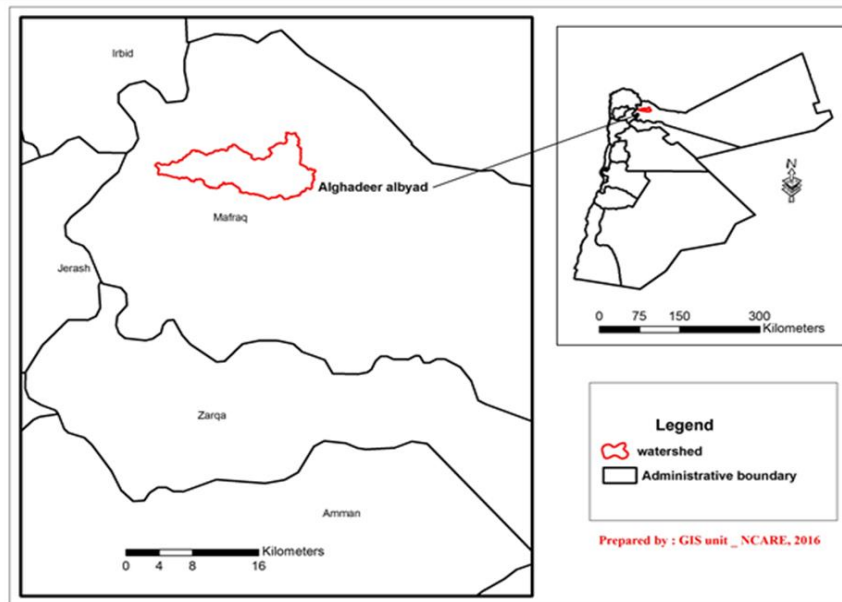 Irbid
Alghadeer albyad
Mafraq
Jerash
Zarqa
Amman
Kilometers
0 4 8 16
N
0 75 150 300
Kilometers
Legend
watershed
Administrative boundary
Prepared by : GIS unit _ NCARE, 2016